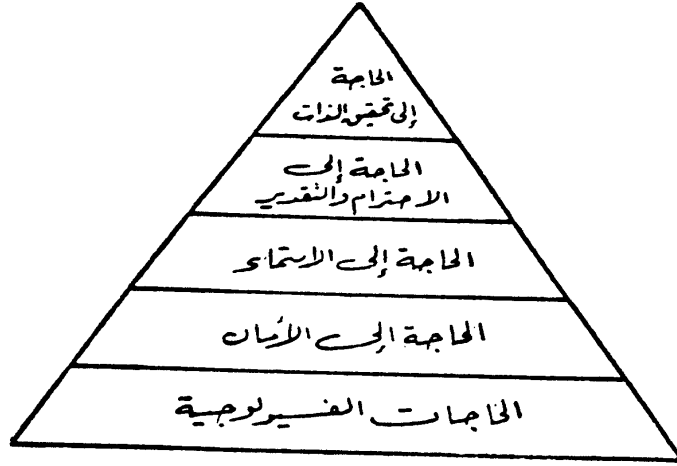 الحاجة
إلى تحقيق الذات
الحاجة إلى
الاحترام والتقدير
الحاجة إلى الانتماء
الحاجة إلى الأمان
الحاجات الفسيولوجية